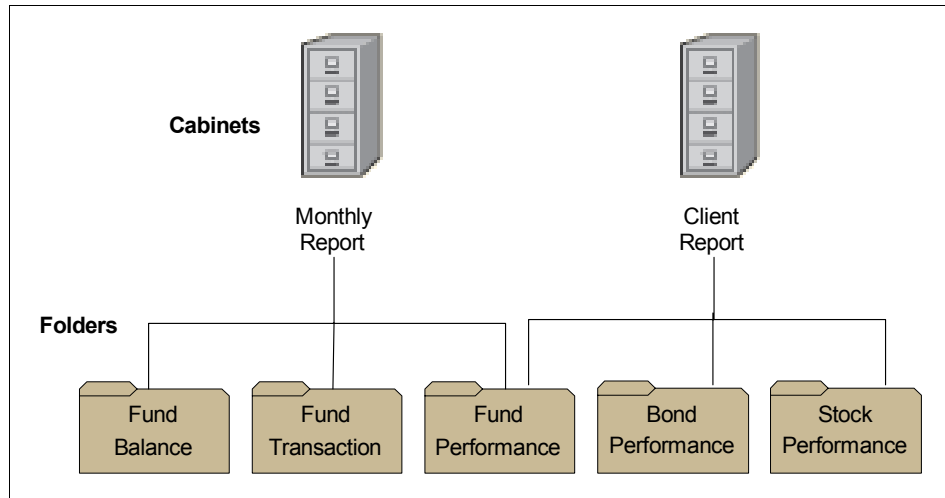 Cabinets
Monthly
Report
Client
Report
Folders
Fund
Balance
Fund
Transaction
Fund
Performance
Bond
Performance
Stock
Performance